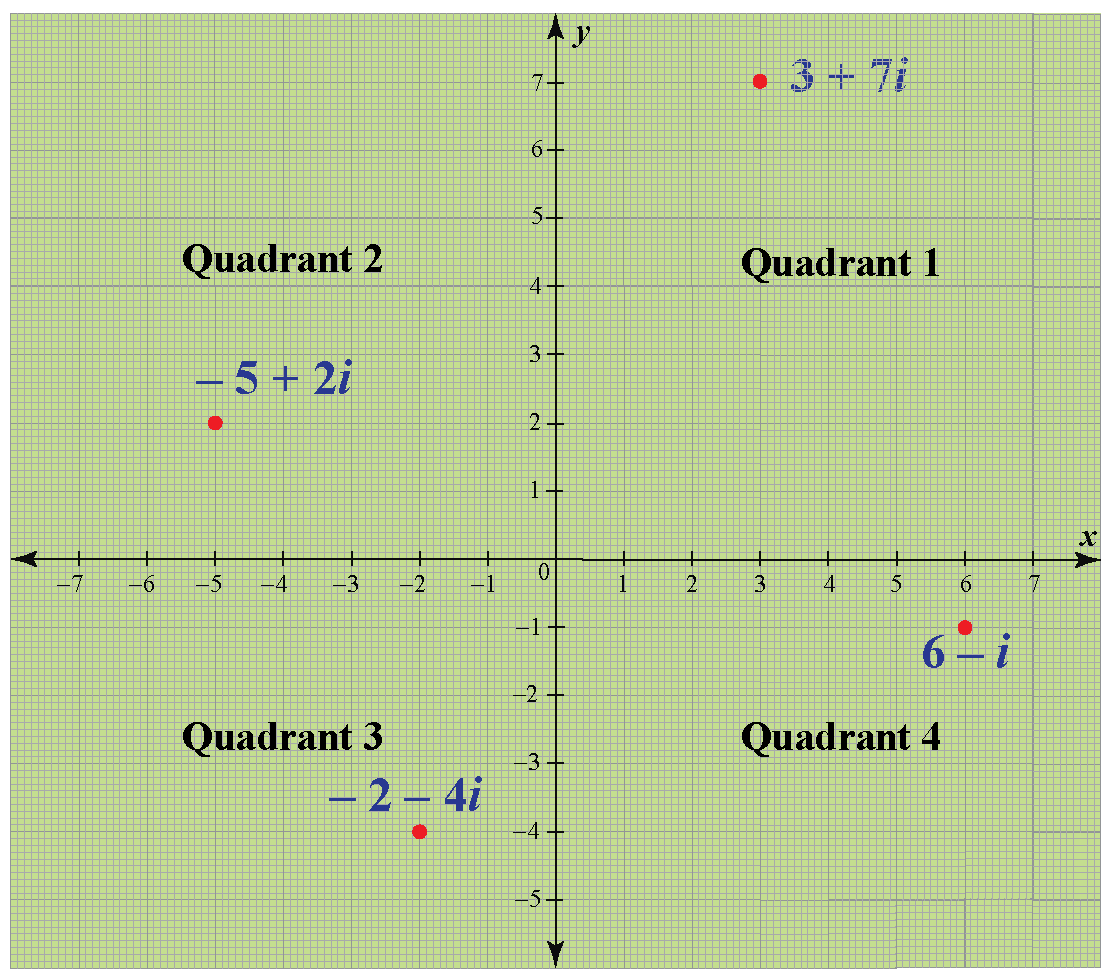 y
7
3 + 7i
6
5
Quadrant 2
Quadrant 1
4
3
– 5 + 2i
2
1
x
–7 –6 –5 –4 –3 –2 –1 0 1 2 3 4 5 6 7
–1
6 – i
–2
Quadrant 3
Quadrant 4
–3
– 2 – 4i
–4
–5